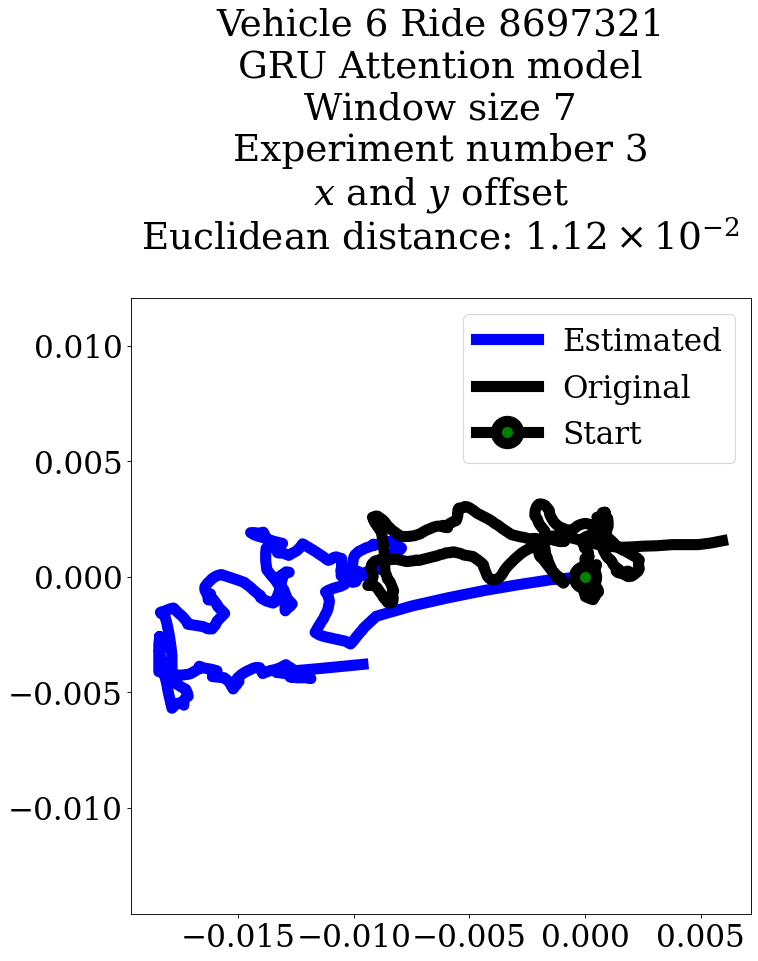 Vehicle 6 Ride 8697321
GRU Attention model
Window size 7
Experiment number 3
x and y offset
Euclidean distance: 1.12 × 10⁻²
Estimated
Original
Start
0.010
0.005
0.000
−0.005
−0.010
−0.015 −0.010 −0.005 0.000 0.005